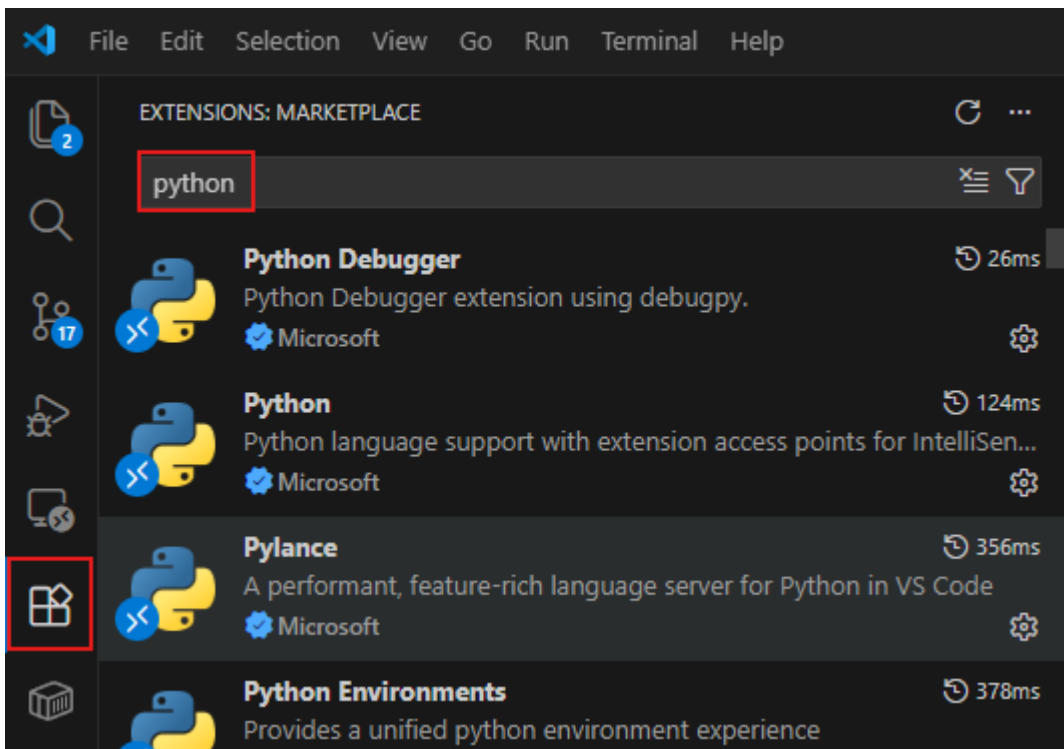 File Edit Selection View Go Run Terminal Help
EXTENSIONS: MARKETPLACE
2
python
17
Python Debugger 26ms
Python Debugger extension using debugpy.
Microsoft
Python 124ms
Python language support with extension access points for IntelliSen...
Microsoft
Pylance 356ms
A performant, feature-rich language server for Python in VS Code
Microsoft
Python Environments 378ms
Provides a unified python environment experience